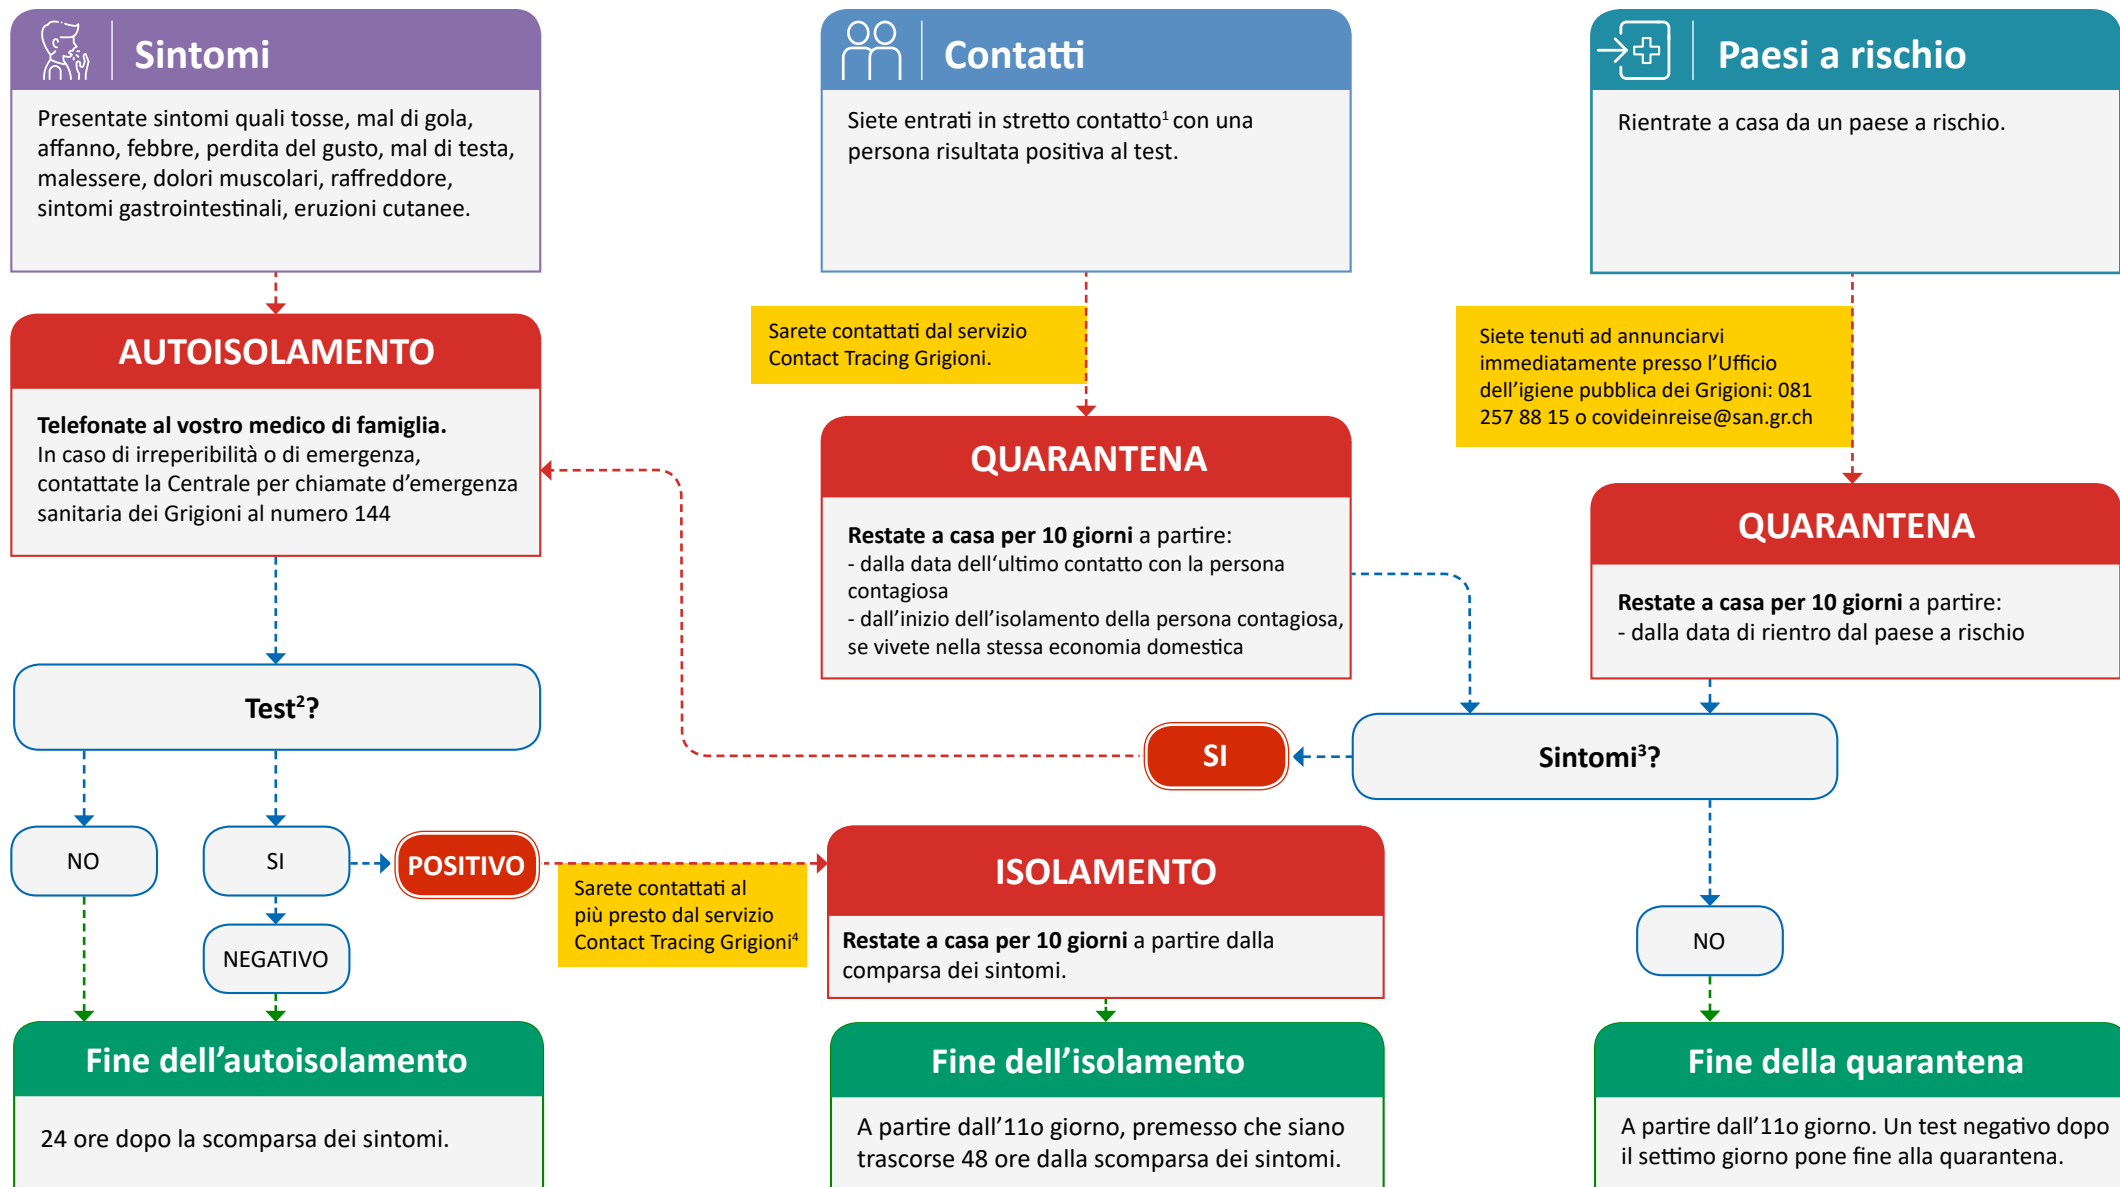 Sintomi
Presentate sintomi quali tosse, mal di gola,
affanno, febbre, perdita del gusto, mal di testa,
malessere, dolori muscolari, raffreddore,
sintomi gastrointestinali, eruzioni cutanee.
Contatti
Siete entrati in stretto contatto¹ con una
persona risultata positiva al test.
Paesi a rischio
Rientrate a casa da un paese a rischio.
AUTOISOLAMENTO
Telefonate al vostro medico di famiglia.
In caso di irreperibilità o di emergenza,
contattate la Centrale per chiamate d'emergenza
sanitaria dei Grigioni al numero 144
Sarete contattati dal servizio
Contact Tracing Grigioni.
Siete tenuti ad annunciarvi
immediatamente presso l'Ufficio
dell'igiene pubblica dei Grigioni: 081
257 88 15 o covideinreise@san.gr.ch
QUARANTENA
Restate a casa per 10 giorni a partire:
- dalla data dell'ultimo contatto con la persona
contagiosa
- dall'inizio dell'isolamento della persona contagiosa,
se vivete nella stessa economia domestica
QUARANTENA
Restate a casa per 10 giorni a partire:
- dalla data di rientro dal paese a rischio
Test²?
SI
Sintomi³?
NO
SI
POSITIVO
Sarete contattati al
più presto dal servizio
Contact Tracing Grigioni⁴
ISOLAMENTO
Restate a casa per 10 giorni a partire dalla
comparsa dei sintomi.
NO
NEGATIVO
Fine dell'autoisolamento
24 ore dopo la scomparsa dei sintomi.
Fine dell'isolamento
A partire dall'11o giorno, premesso che siano
trascorse 48 ore dalla scomparsa dei sintomi.
Fine della quarantena
A partire dall'11o giorno. Un test negativo dopo
il settimo giorno pone fine alla quarantena.